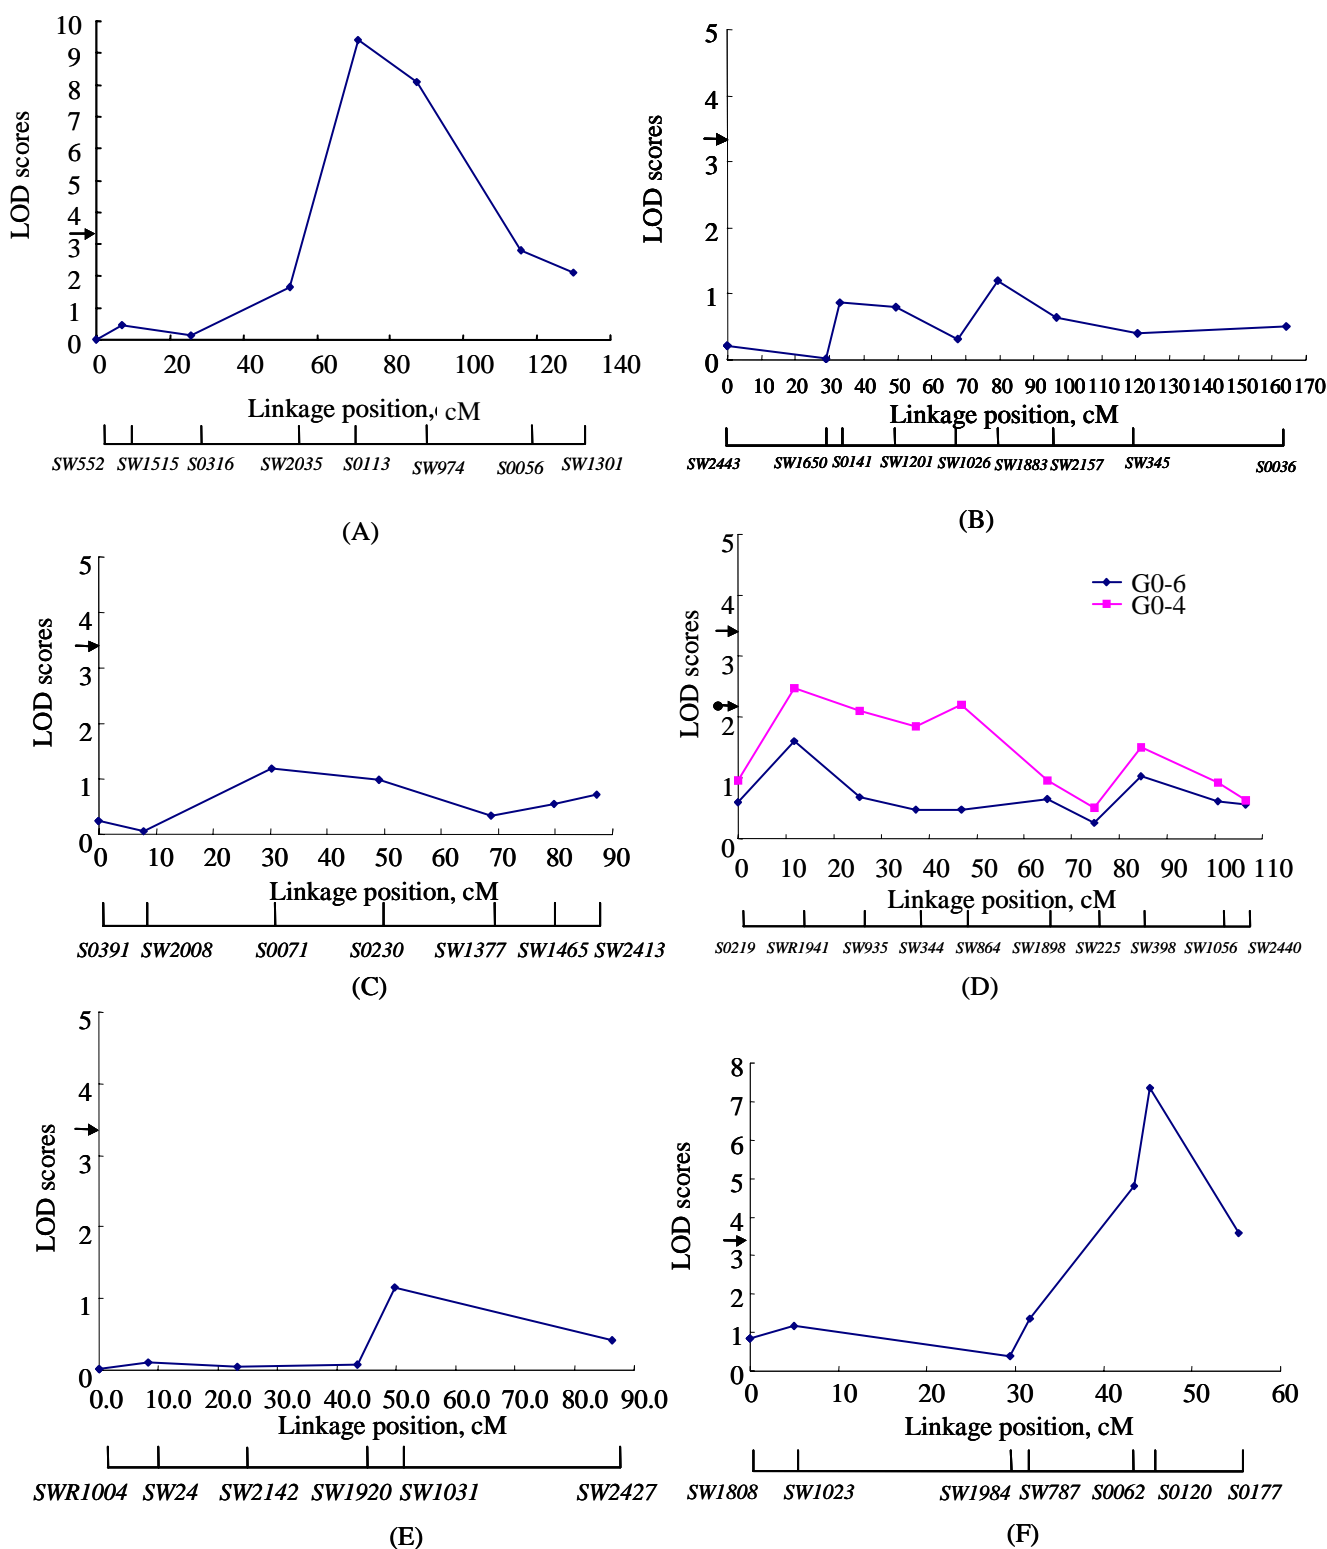 10
9
8
7
6
5
4
3
2
1
0
LOD scores
0 20 40 60 80 100 120 140
Linkage position, cM
SW552 SW1515 S0316 SW2035 S0113 SW974 S0056 SW1301
(A)
5
4
3
2
1
0
LOD scores
0 10 20 30 40 50 60 70 80 90 100 110 120 130 140 150 160 170
Linkage position, cM
SW2443 SW1650 S0141 SW1201 SW1026 SW1883 SW2157 SW345 S0036
(B)
5
4
3
2
1
0
LOD scores
0 10 20 30 40 50 60 70 80 90
Linkage position, cM
S0391 SW2008 S0071 S0230 SW1377 SW1465 SW2413
(C)
5
4
3
2
1
0
LOD scores
G0-6
G0-4
0 10 20 30 40 50 60 70 80 90 100 110
Linkage position, cM
S0219 SWR1941 SW935 SW344 SW864 SW1898 SW225 SW398 SW1056 SW2440
(D)
5
4
3
2
1
0
LOD scores
0.0 10.0 20.0 30.0 40.0 50.0 60.0 70.0 80.0 90.0
Linkage position, cM
SWR1004 SW24 SW2142 SW1920 SW1031 SW2427
(E)
8
7
6
5
4
3
2
1
0
LOD scores
0 10 20 30 40 50 60
Linkage position, cM
SW1808 SW1023 SW1984 SW787 S0062 S0120 S0177
(F)